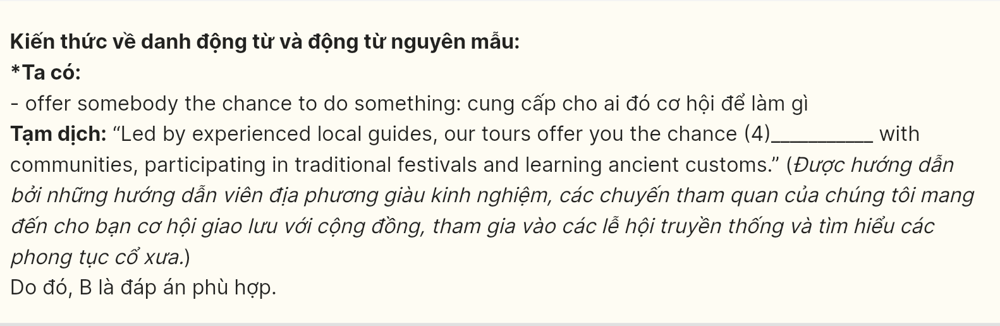 Kiến thức về danh động từ và động từ nguyên mẫu:
*Ta có:
- offer somebody the chance to do something: cung cấp cho ai đó cơ hội để làm gì
Tạm dịch: “Led by experienced local guides, our tours offer you the chance (4)___________ with
communities, participating in traditional festivals and learning ancient customs.” (Được hướng dẫn
bởi những hướng dẫn viên địa phương giàu kinh nghiệm, các chuyến tham quan của chúng tôi mang
đến cho bạn cơ hội giao lưu với cộng đồng, tham gia vào các lễ hội truyền thống và tìm hiểu các
phong tục cổ xưa.)
Do đó, B là đáp án phù hợp.